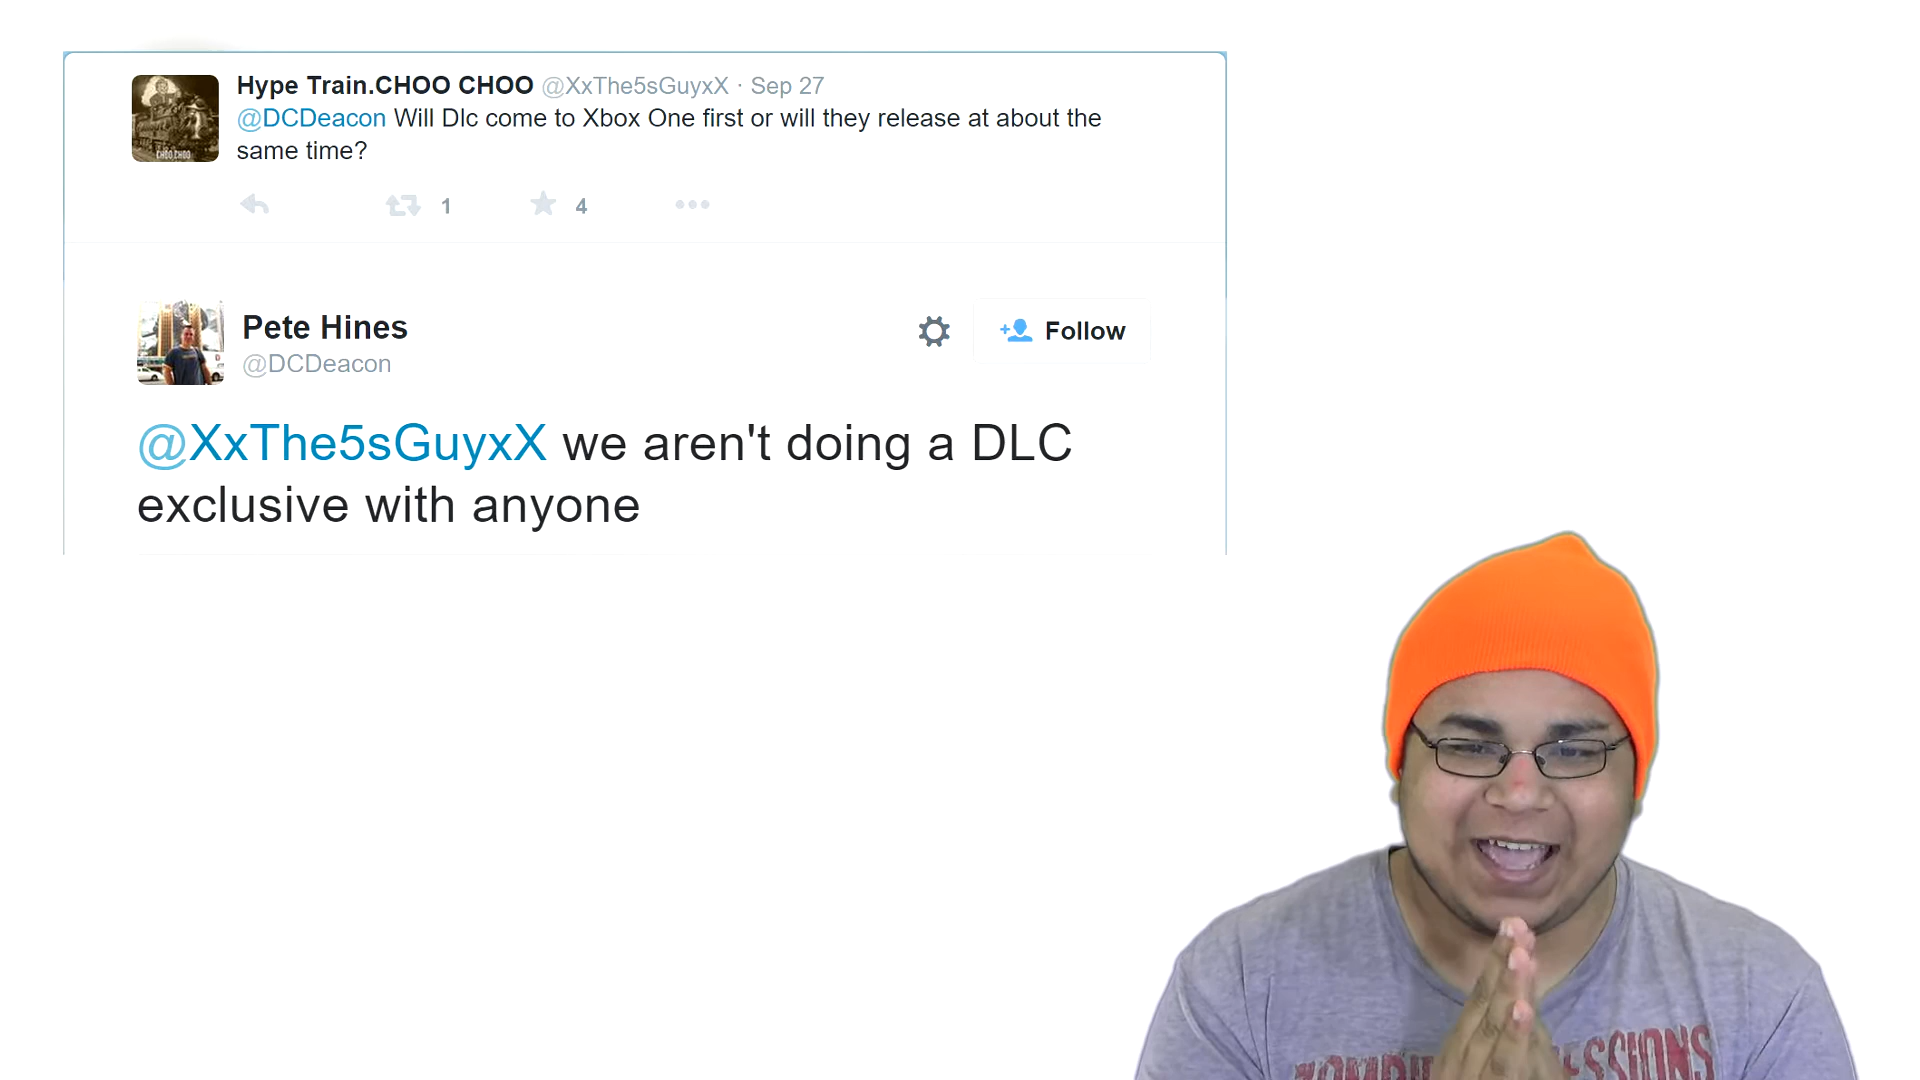 Hype Train.CHOO CHOO @XxThe5sGuyxX · Sep 27
@DCDeacon Will Dlc come to Xbox One first or will they release at about the
same time?
CHOO CHOO
1 4
Pete Hines
Follow
@DCDeacon
@XxThe5sGuyxX we aren't doing a DLC
exclusive with anyone